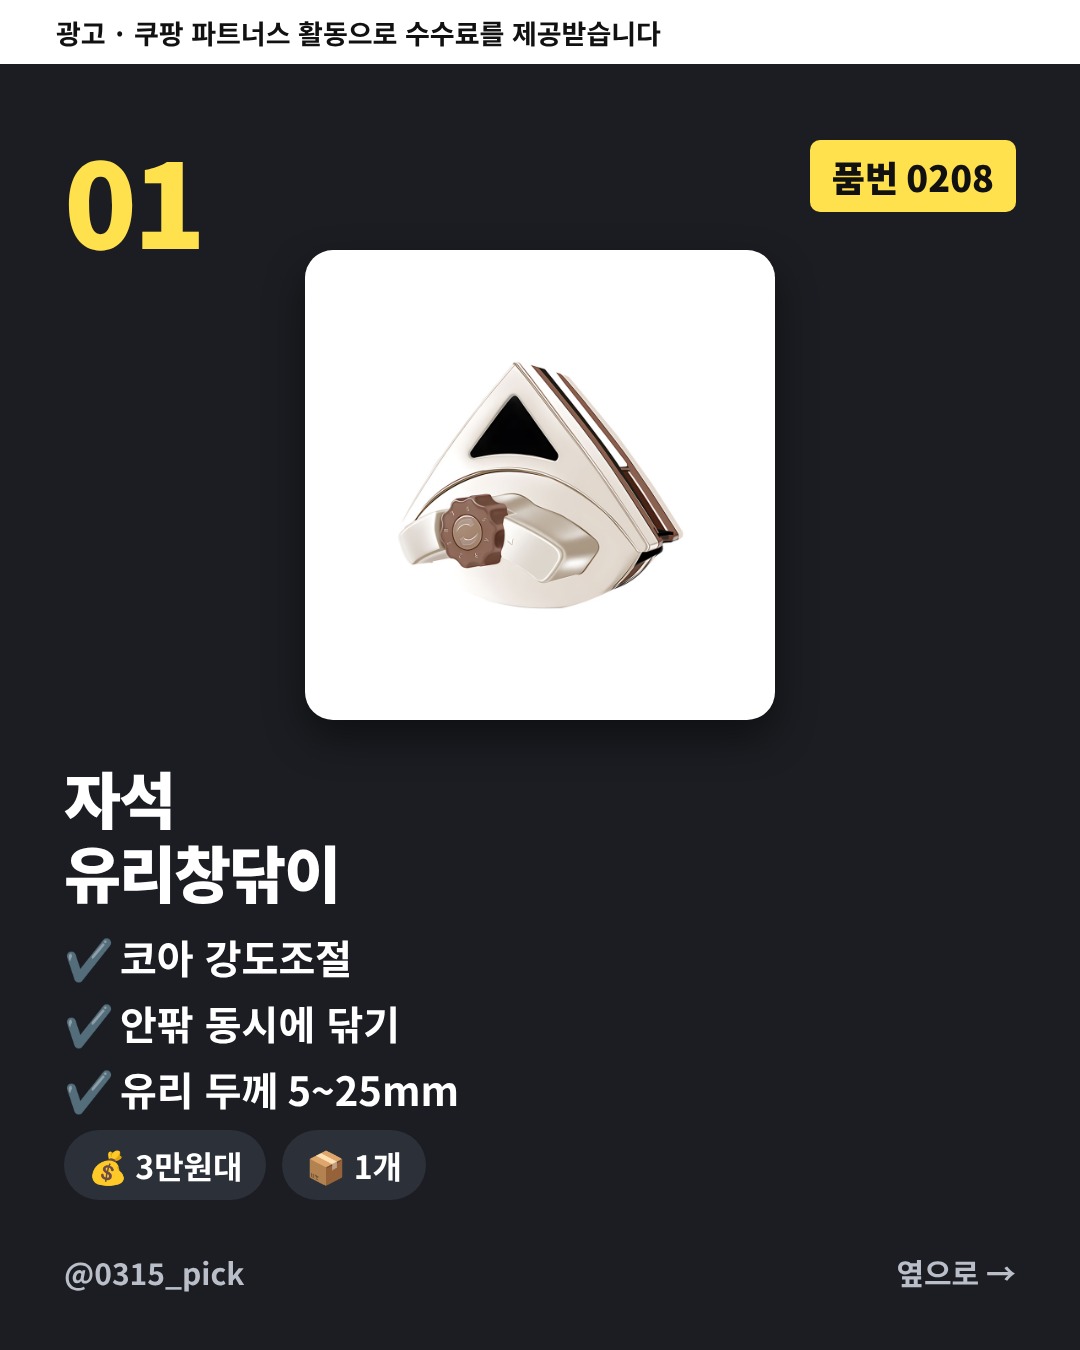 광고 · 쿠팡 파트너스 활동으로 수수료를 제공받습니다
01
품번 0208
자석
유리창닦이
✔️ 코아 강도조절
✔️ 안팎 동시에 닦기
✔️ 유리 두께 5~25mm
💰 3만원대
📦 1개
@0315_pick
옆으로 →